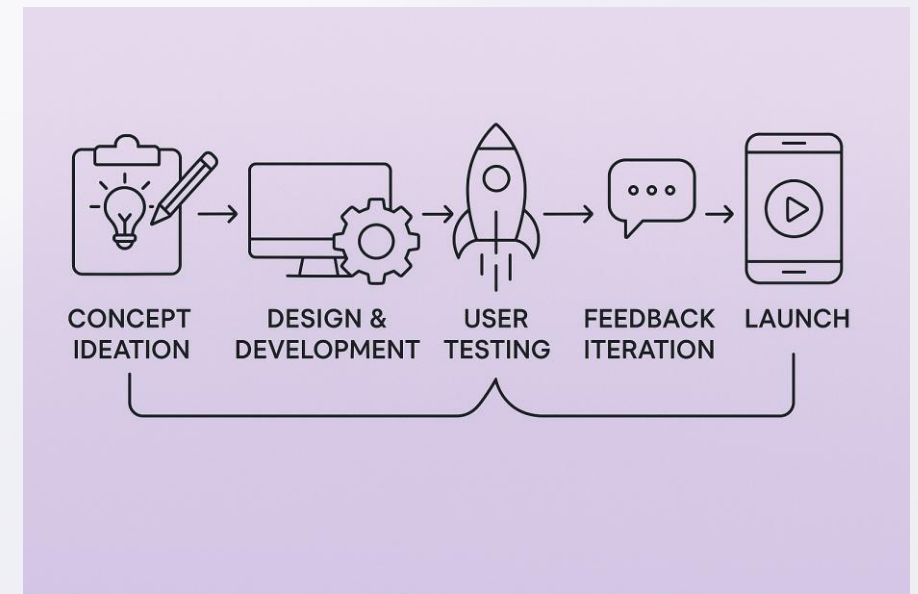 CONCEPT
IDEATION
DESIGN &
DEVELOPMENT
USER
TESTING
FEEDBACK
ITERATION
LAUNCH